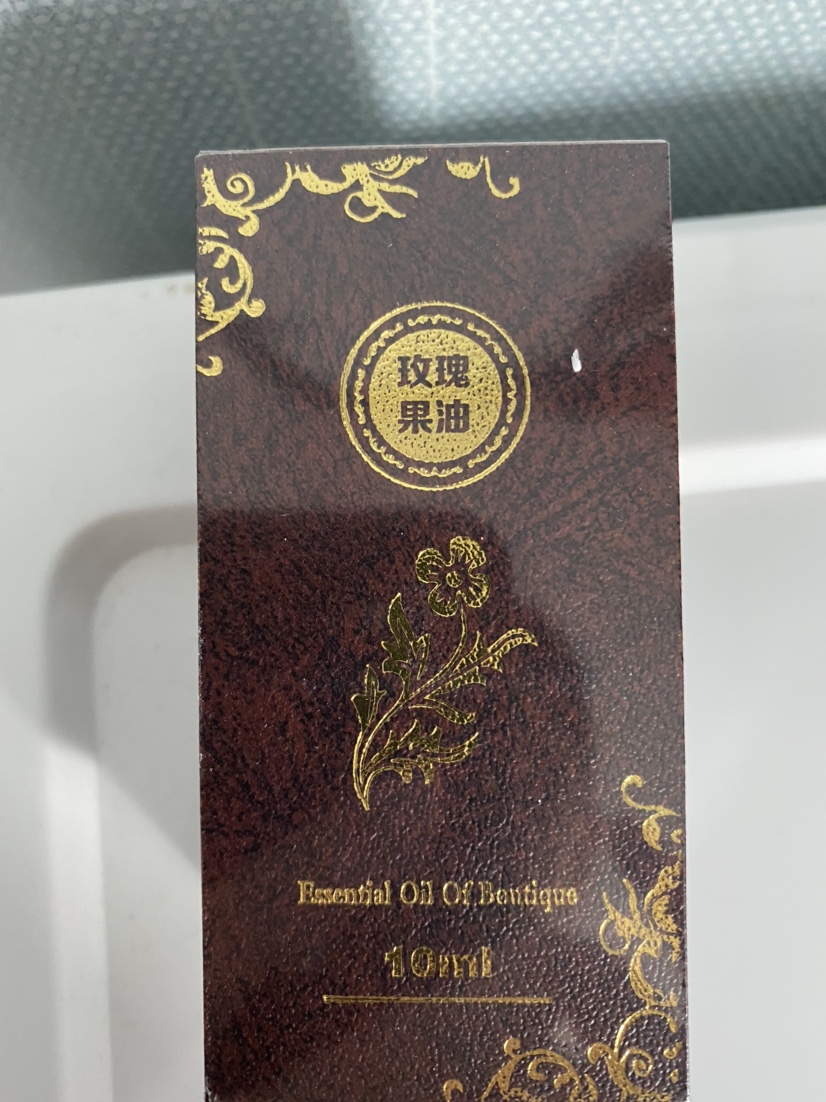 玫瑰
果油
Essential Oil Of Boutique
10ml